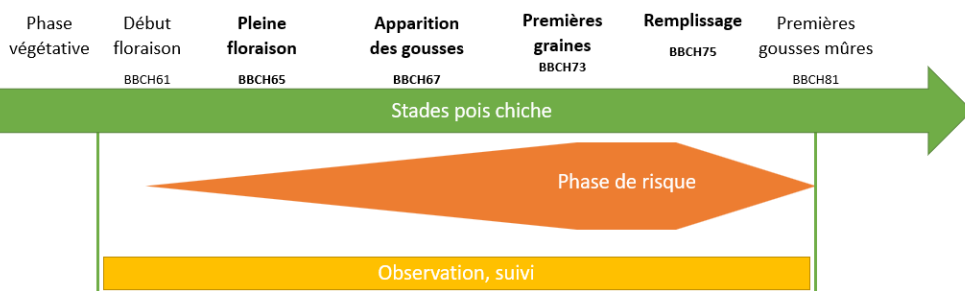 Phase
végétative
Début
floraison
BBCH61
Pleine
floraison
BBCH65
Apparition
des gousses
BBCH67
Premières
graines
BBCH73
Remplissage
BBCH75
Premières
gousses mûres
BBCH81
Stades pois chiche
Phase de risque
Observation, suivi